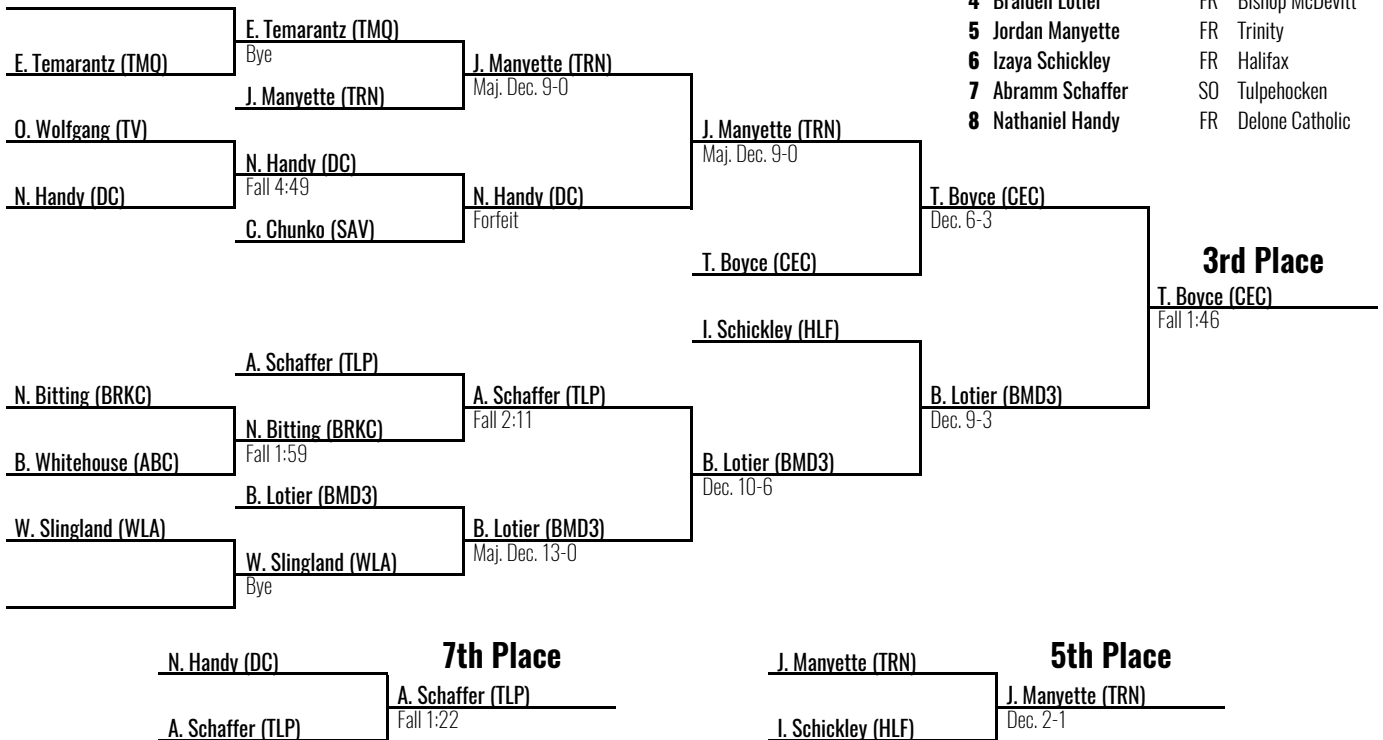 4 Braiden Lotier FR Bishop McDevitt
E. Temarantz (TMQ)
Bye
5 Jordan Manyette FR Trinity
E. Temarantz (TMQ)
J. Manyette (TRN)
Maj. Dec. 9-0
6 Izaya Schickley FR Halifax
J. Manyette (TRN)
7 Abramm Schaffer SO Tulpehocken
O. Wolfgang (TV)
J. Manyette (TRN)
Maj. Dec. 9-0
8 Nathaniel Handy FR Delone Catholic
N. Handy (DC)
Fall 4:49
N. Handy (DC)
N. Handy (DC)
Forfeit
T. Boyce (CEC)
Dec. 6-3
C. Chunko (SAV)
T. Boyce (CEC)
3rd Place
T. Boyce (CEC)
Fall 1:46
I. Schickley (HLF)
A. Schaffer (TLP)
N. Bitting (BRKC)
A. Schaffer (TLP)
Fall 2:11
B. Lotier (BMD3)
Dec. 9-3
N. Bitting (BRKC)
Fall 1:59
B. Whitehouse (ABC)
B. Lotier (BMD3)
Dec. 10-6
B. Lotier (BMD3)
W. Slingland (WLA)
B. Lotier (BMD3)
Maj. Dec. 13-0
W. Slingland (WLA)
Bye
N. Handy (DC)
7th Place
A. Schaffer (TLP)
Fall 1:22
A. Schaffer (TLP)
J. Manyette (TRN)
5th Place
J. Manyette (TRN)
Dec. 2-1
I. Schickley (HLF)